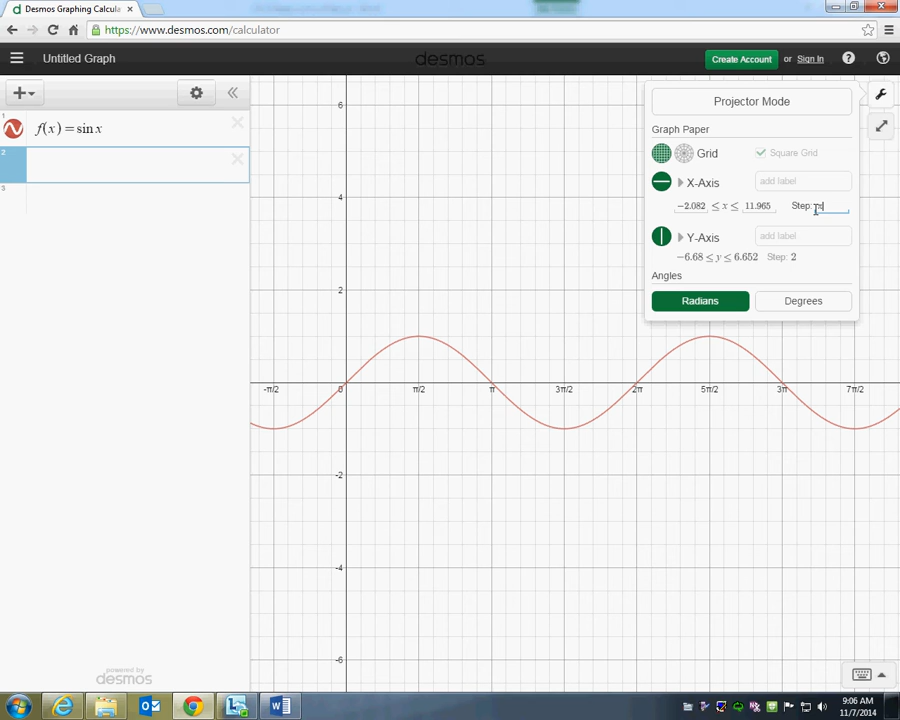 Desmos Graphing Calcula
https://www.desmos.com/calculator
Untitled Graph
desmos
Create Account or Sign In
1
f(x) = sin x
2
3
powered by
desmos
6
4
2
-π/2 0 π/2 π 3π/2 2π 5π/2 3π 7π/2
-2
-4
-6
Projector Mode
Graph Paper
Grid Square Grid
X-Axis add label
−2.082 ≤ x ≤ 11.965 Step:
Y-Axis add label
−6.68 ≤ y ≤ 6.652 Step: 2
Angles
Radians Degrees
9:06 AM
11/7/2014